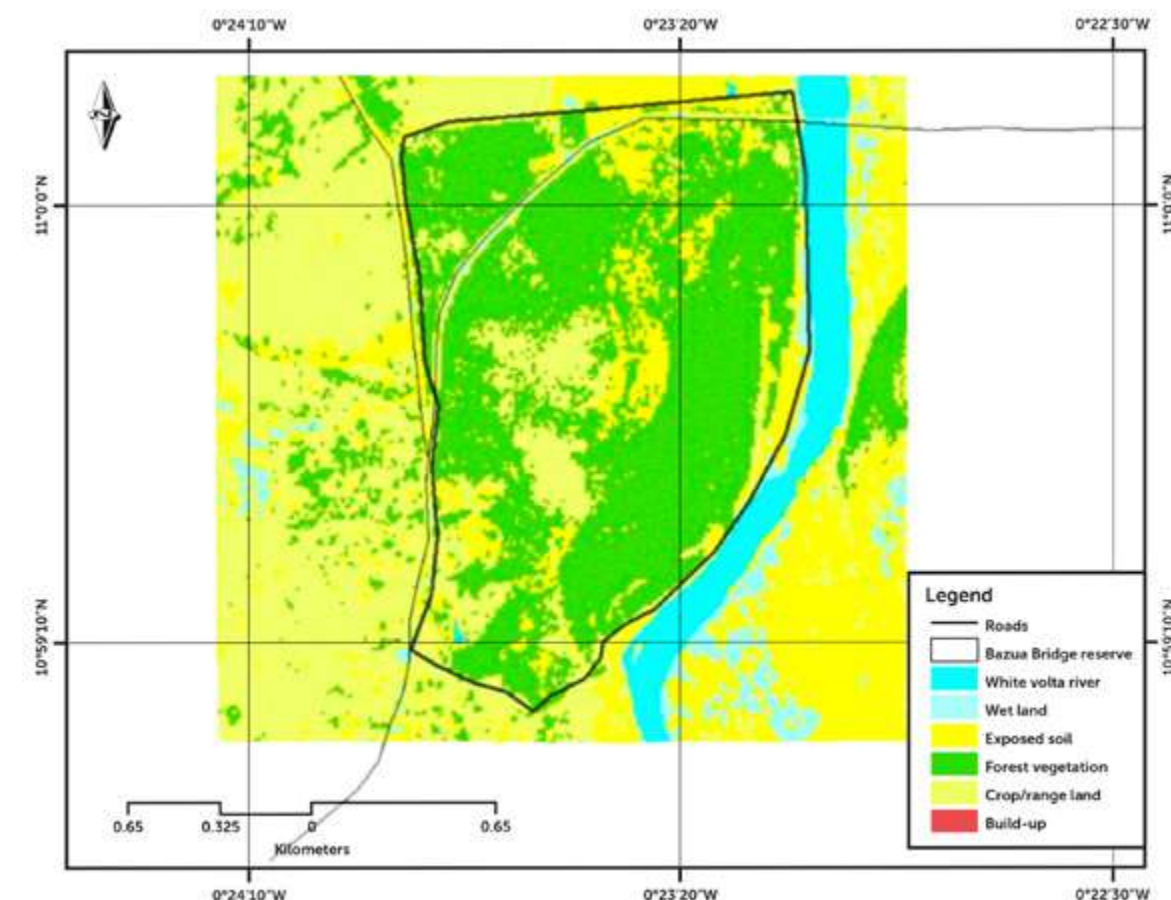 0°24'10"W
0°23'20"W
0°22'30"W
N
11°0'0"N
11°0'0"N
10°59'10"N
10°59'10"N
Legend
Roads
Bazua Bridge reserve
White volta river
Wet land
Exposed soil
Forest vegetation
Crop/range land
Build-up
0.65
0.325
0
0.65
Kilometers
0°24'10"W
0°23'20"W
0°22'30"W